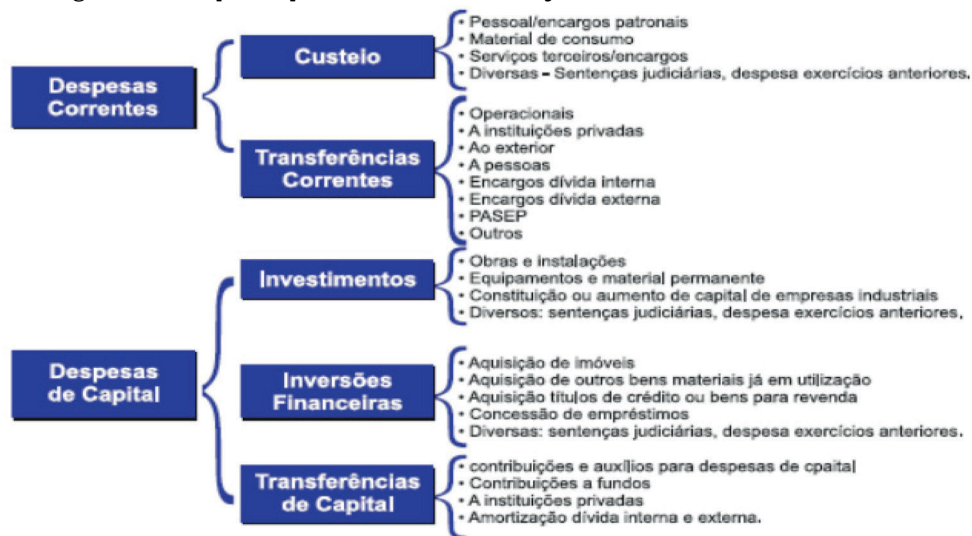 Despesas
Correntes
Custeio
• Pessoal/encargos patronais
• Material de consumo
• Serviços terceiros/encargos
• Diversas – Sentenças judiciárias, despesa exercícios anteriores.
Transferências
Correntes
• Operacionais
• A instituições privadas
• Ao exterior
• A pessoas
• Encargos dívida interna
• Encargos dívida externa
• PASEP
• Outros
Despesas
de Capital
Investimentos
• Obras e instalações
• Equipamentos e material permanente
• Constituição ou aumento de capital de empresas industriais
• Diversos: sentenças judiciárias, despesa exercícios anteriores.
Inversões
Financeiras
• Aquisição de imóveis
• Aquisição de outros bens materiais já em utilização
• Aquisição títulos de crédito ou bens para revenda
• Concessão de empréstimos
• Diversas: sentenças judiciárias, despesa exercícios anteriores.
Transferências
de Capital
• contribuições e auxílios para despesas de cpaital
• Contribuições a fundos
• A instituições privadas
• Amortização dívida interna e externa.